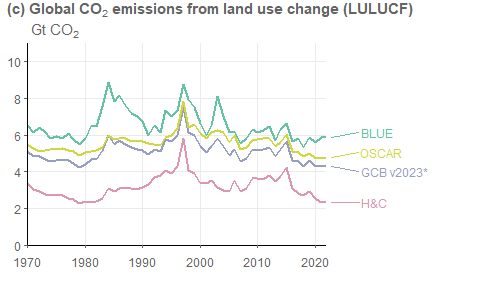 (c) Global CO₂ emissions from land use change (LULUCF)
Gt CO₂
10
8
6
4
2
0
1970 1980 1990 2000 2010 2020
BLUE
OSCAR
GCB v2023*
H&C